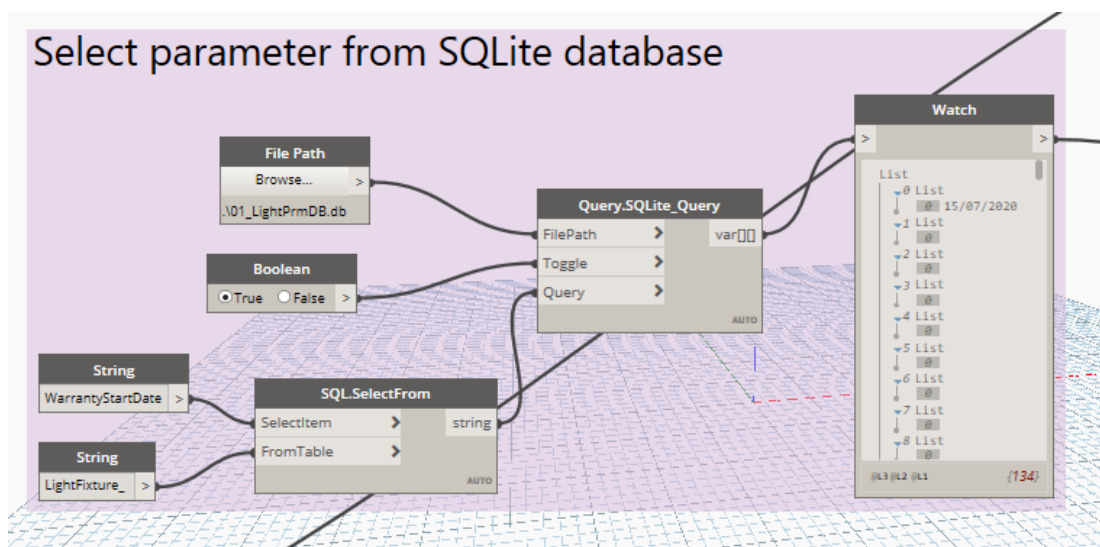 Select parameter from SQLite database
File Path
Browse... >
.\01_LightPrmDB.db
Boolean
True False >
String
WarrantyStartDate >
String
LightFixture_ >
SQL.SelectFrom
SelectItem > string
FromTable >
AUTO
Query.SQLite_Query
FilePath > var[][]
Toggle >
Query >
AUTO
Watch
> >
List
0 List
0 15/07/2020
1 List
0
2 List
0
3 List
0
4 List
0
5 List
0
6 List
0
7 List
0
8 List
0
@L3 @L2 @L1 {134}